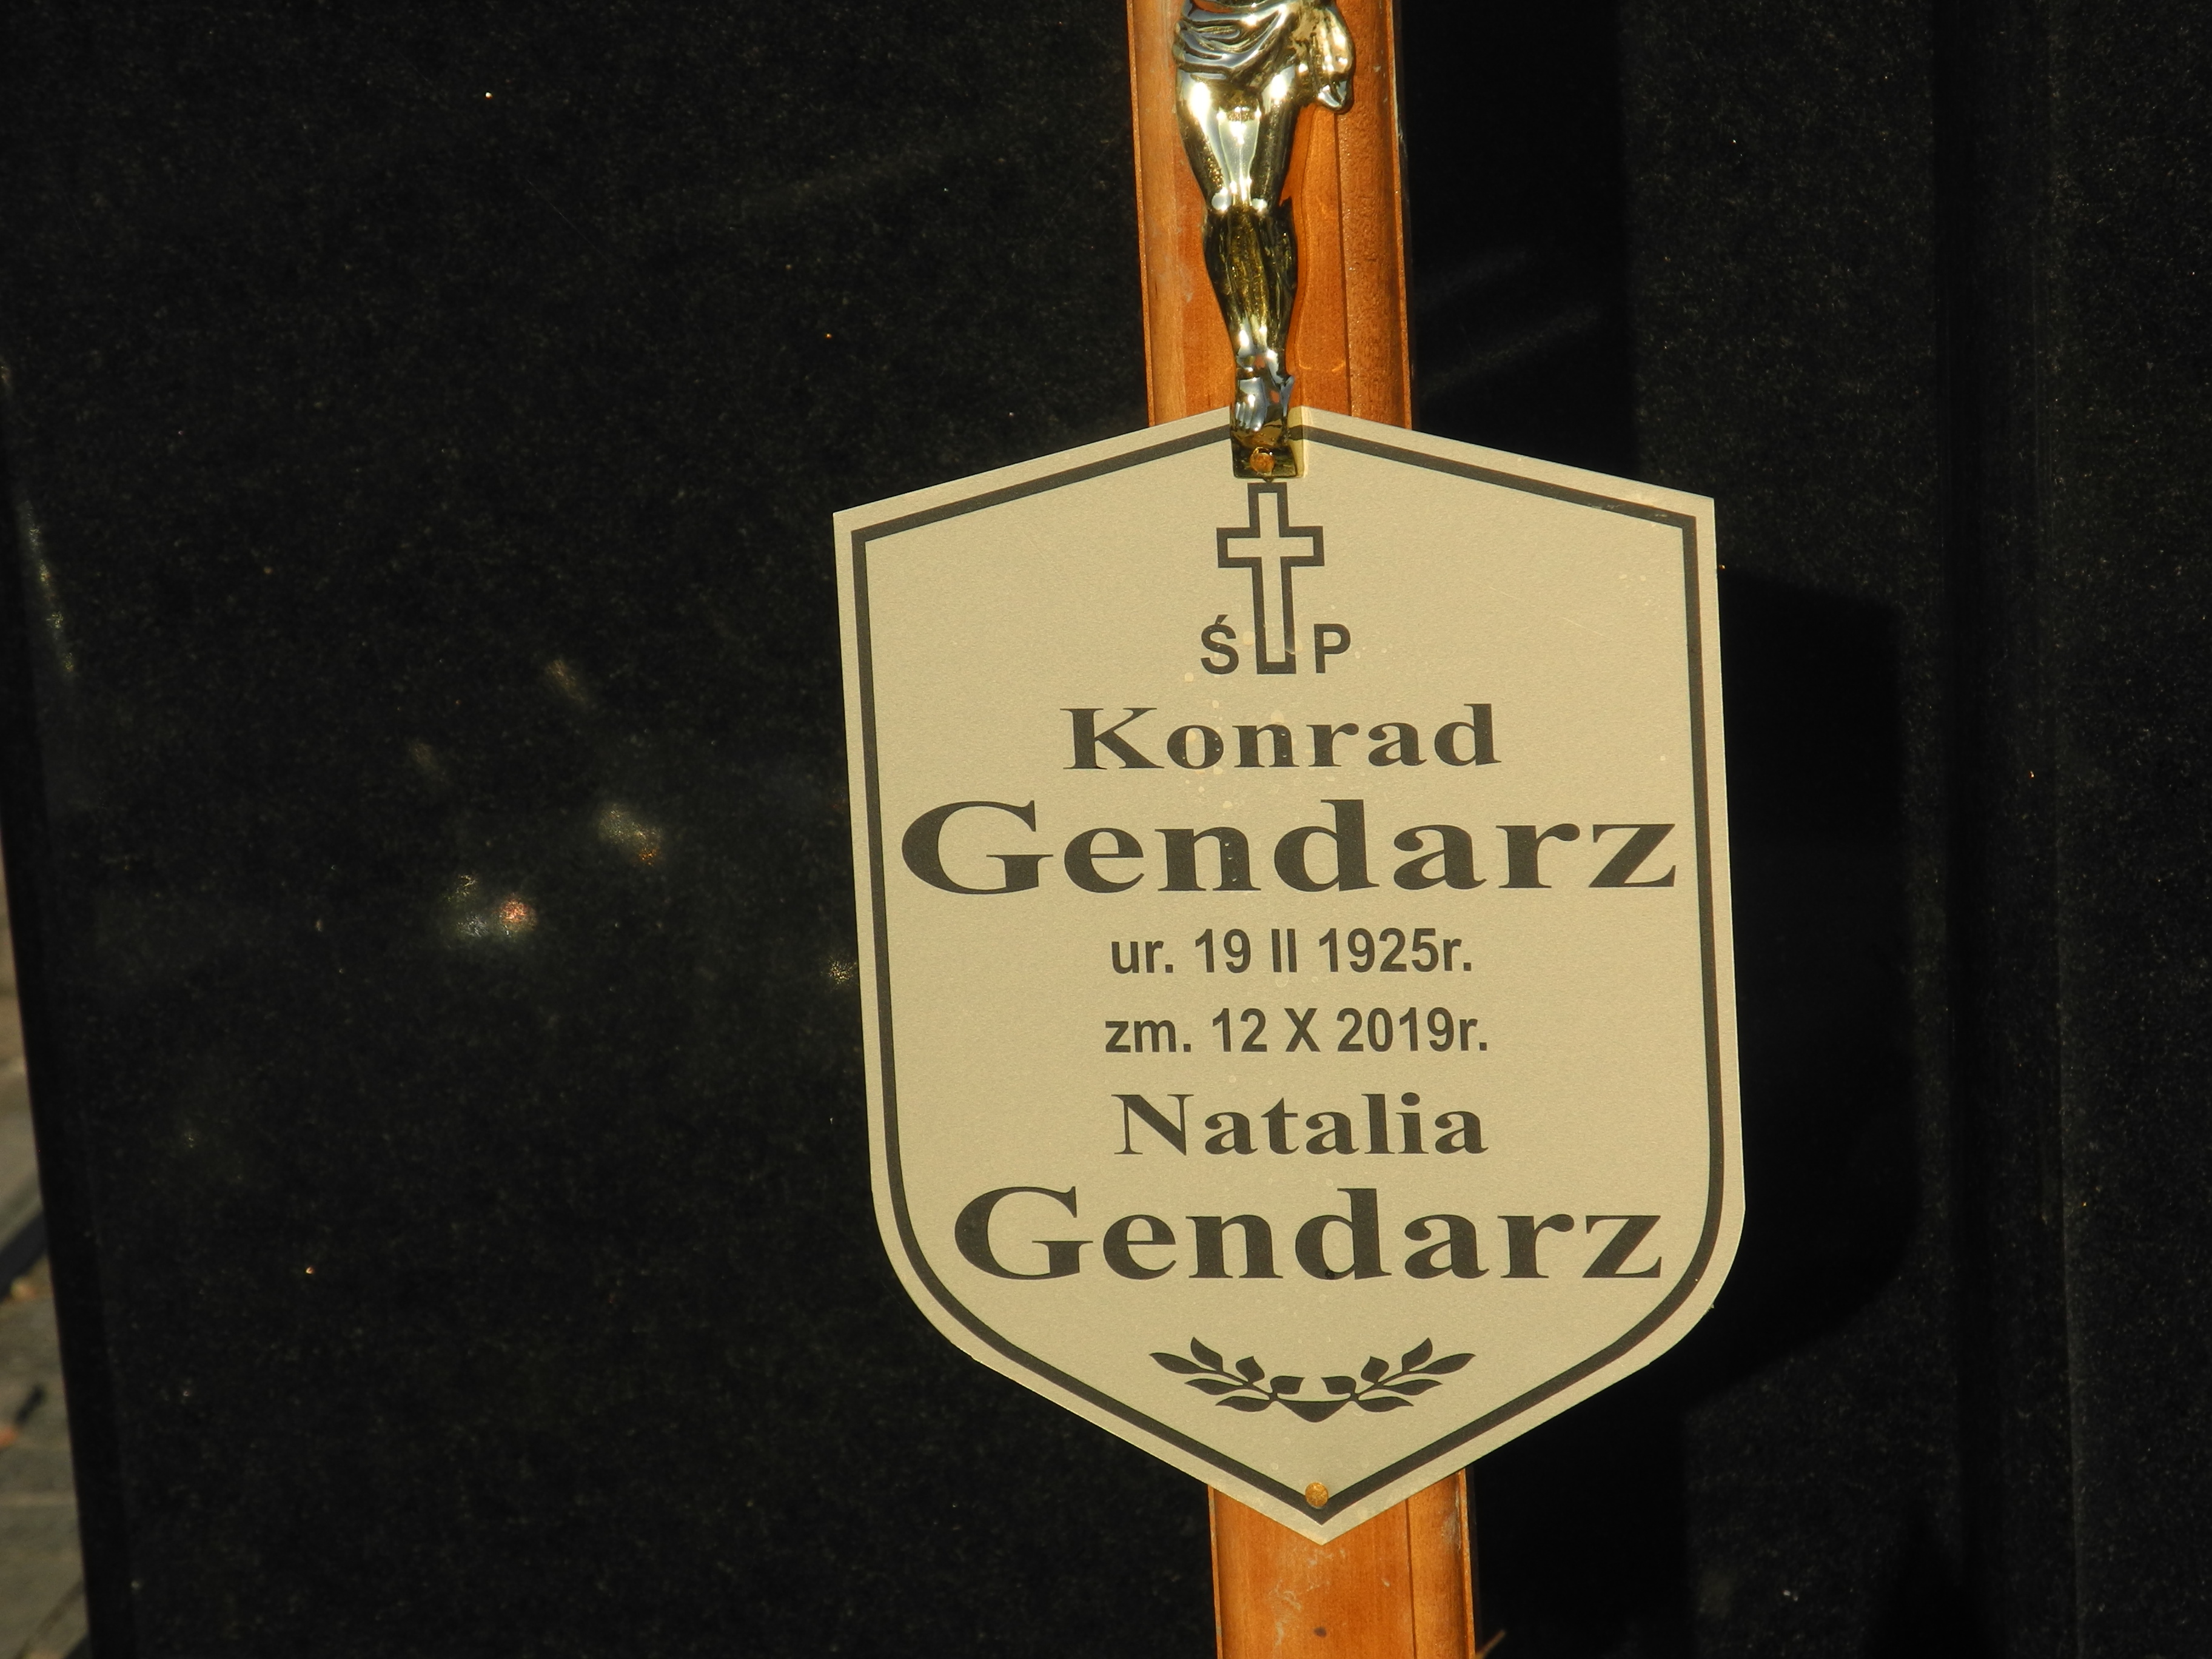 Ś P
Konrad
Gendarz
ur. 19 II 1925r.
zm. 12 X 2019r.
Natalia
Gendarz